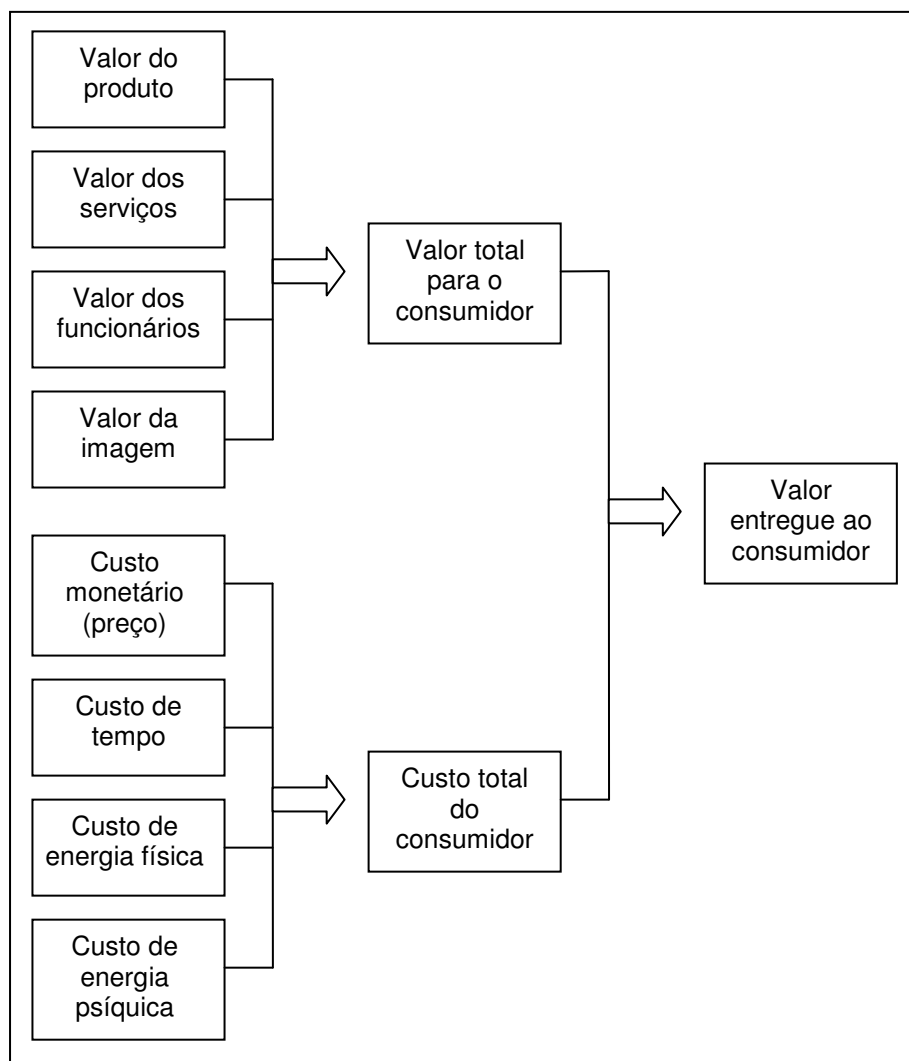 Valor do
produto
Valor dos
serviços
Valor dos
funcionários
Valor da
imagem
Custo
monetário
(preço)
Custo de
tempo
Custo de
energia física
Custo de
energia
psíquica
Valor total
para o
consumidor
Custo total
do
consumidor
Valor
entregue ao
consumidor